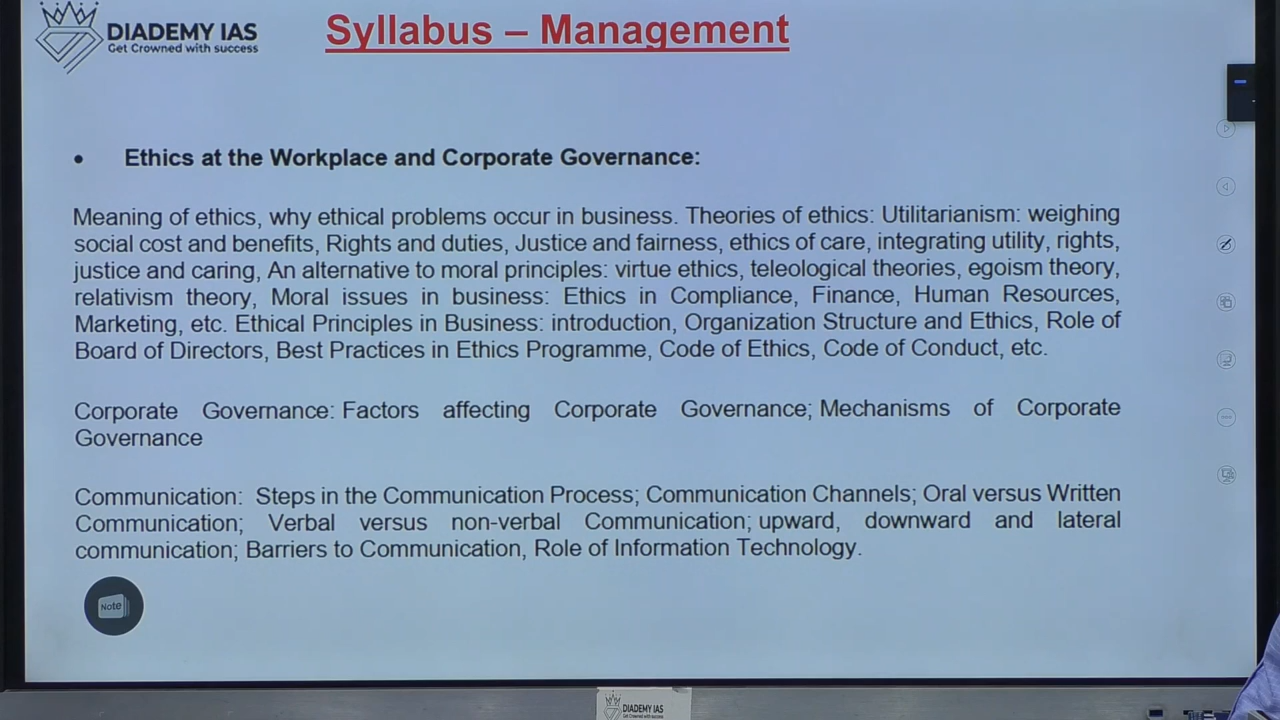 DIADEMY IAS
Get Crowned with success
Syllabus – Management
• Ethics at the Workplace and Corporate Governance:
Meaning of ethics, why ethical problems occur in business. Theories of ethics: Utilitarianism: weighing
social cost and benefits, Rights and duties, Justice and fairness, ethics of care, integrating utility, rights,
justice and caring, An alternative to moral principles: virtue ethics, teleological theories, egoism theory,
relativism theory, Moral issues in business: Ethics in Compliance, Finance, Human Resources,
Marketing, etc. Ethical Principles in Business: introduction, Organization Structure and Ethics, Role of
Board of Directors, Best Practices in Ethics Programme, Code of Ethics, Code of Conduct, etc.
Corporate Governance: Factors affecting Corporate Governance; Mechanisms of Corporate
Governance
Communication: Steps in the Communication Process; Communication Channels; Oral versus Written
Communication; Verbal versus non-verbal Communication; upward, downward and lateral
communication; Barriers to Communication, Role of Information Technology.
Note
DIADEMY IAS
Get Crowned with success